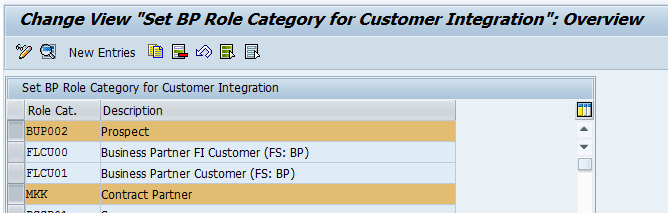 Change View "Set BP Role Category for Customer Integration": Overview
New Entries
Set BP Role Category for Customer Integration
Role Cat. Description
BUP002 Prospect
FLCU00 Business Partner FI Customer (FS: BP)
FLCU01 Business Partner Customer (FS: BP)
MKK Contract Partner